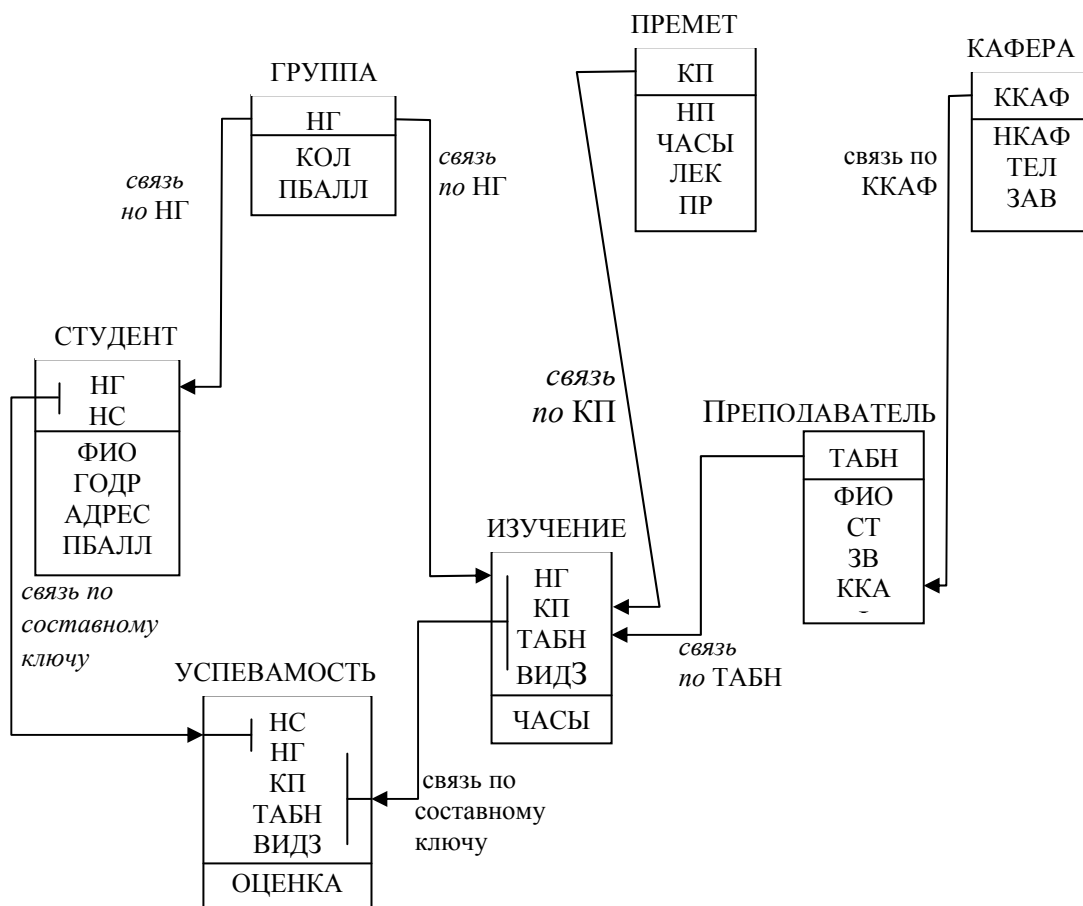 ПРЕМЕТ
КП
НП
ЧАСЫ
ЛЕК
ПР
КАФЕРА
ККАФ
НКАФ
ТЕЛ
ЗАВ
ГРУППА
НГ
КОЛ
ПБАЛЛ
связь
но НГ
связь
по НГ
связь по
ККАФ
СТУДЕНТ
НГ
НС
ФИО
ГОДР
АДРЕС
ПБАЛЛ
связь
по КП
ПРЕПОДАВАТЕЛЬ
ТАБН
ФИО
СТ
ЗВ
ККА
ИЗУЧЕНИЕ
НГ
КП
ТАБН
ВИДЗ
ЧАСЫ
связь
по ТАБН
связь по
составному
ключу
УСПЕВАМОСТЬ
НС
НГ
КП
ТАБН
ВИДЗ
ОЦЕНКА
связь по
составному
ключу